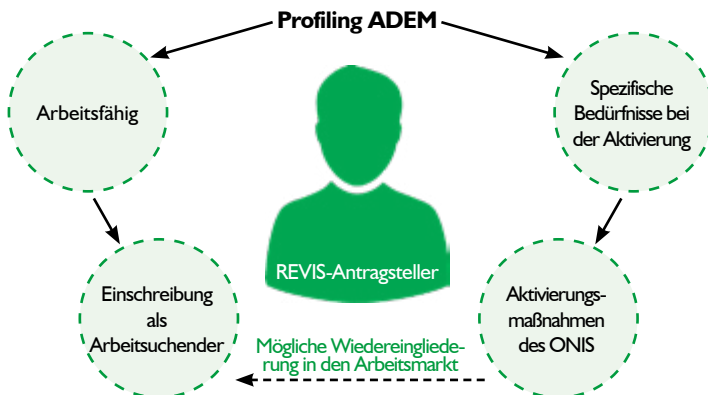 Profiling ADEM
Arbeitsfähig
Spezifische
Bedürfnisse bei
der Aktivierung
REVIS-Antragsteller
Einschreibung
als
Arbeitsuchender
Aktivierungs-
maßnahmen
des ONIS
Mögliche Wiedereingliede-
rung in den Arbeitsmarkt